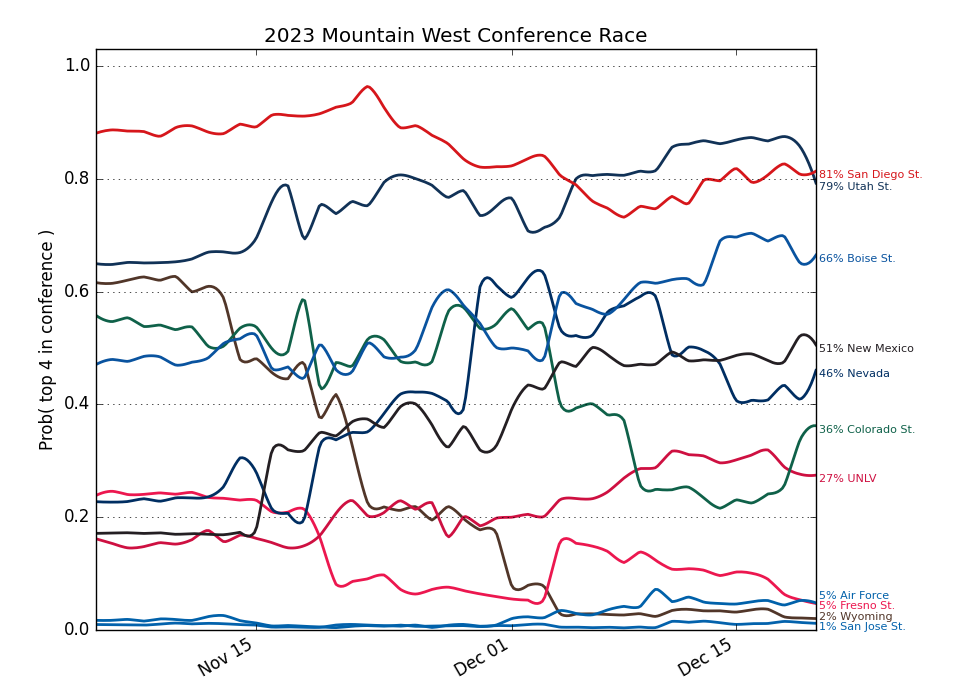 2023 Mountain West Conference Race
Prob( top 4 in conference )
1.0
0.8
0.6
0.4
0.2
0.0
Nov 15
Dec 01
Dec 15
81% San Diego St.
79% Utah St.
66% Boise St.
51% New Mexico
46% Nevada
36% Colorado St.
27% UNLV
5% Air Force
5% Fresno St.
2% Wyoming
1% San Jose St.